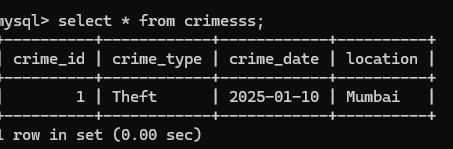 mysql> select * from crimesss;
+----------+------------+------------+----------+
| crime_id | crime_type | crime_date | location |
+----------+------------+------------+----------+
| 1 | Theft | 2025-01-10 | Mumbai |
+----------+------------+------------+----------+
1 row in set (0.00 sec)